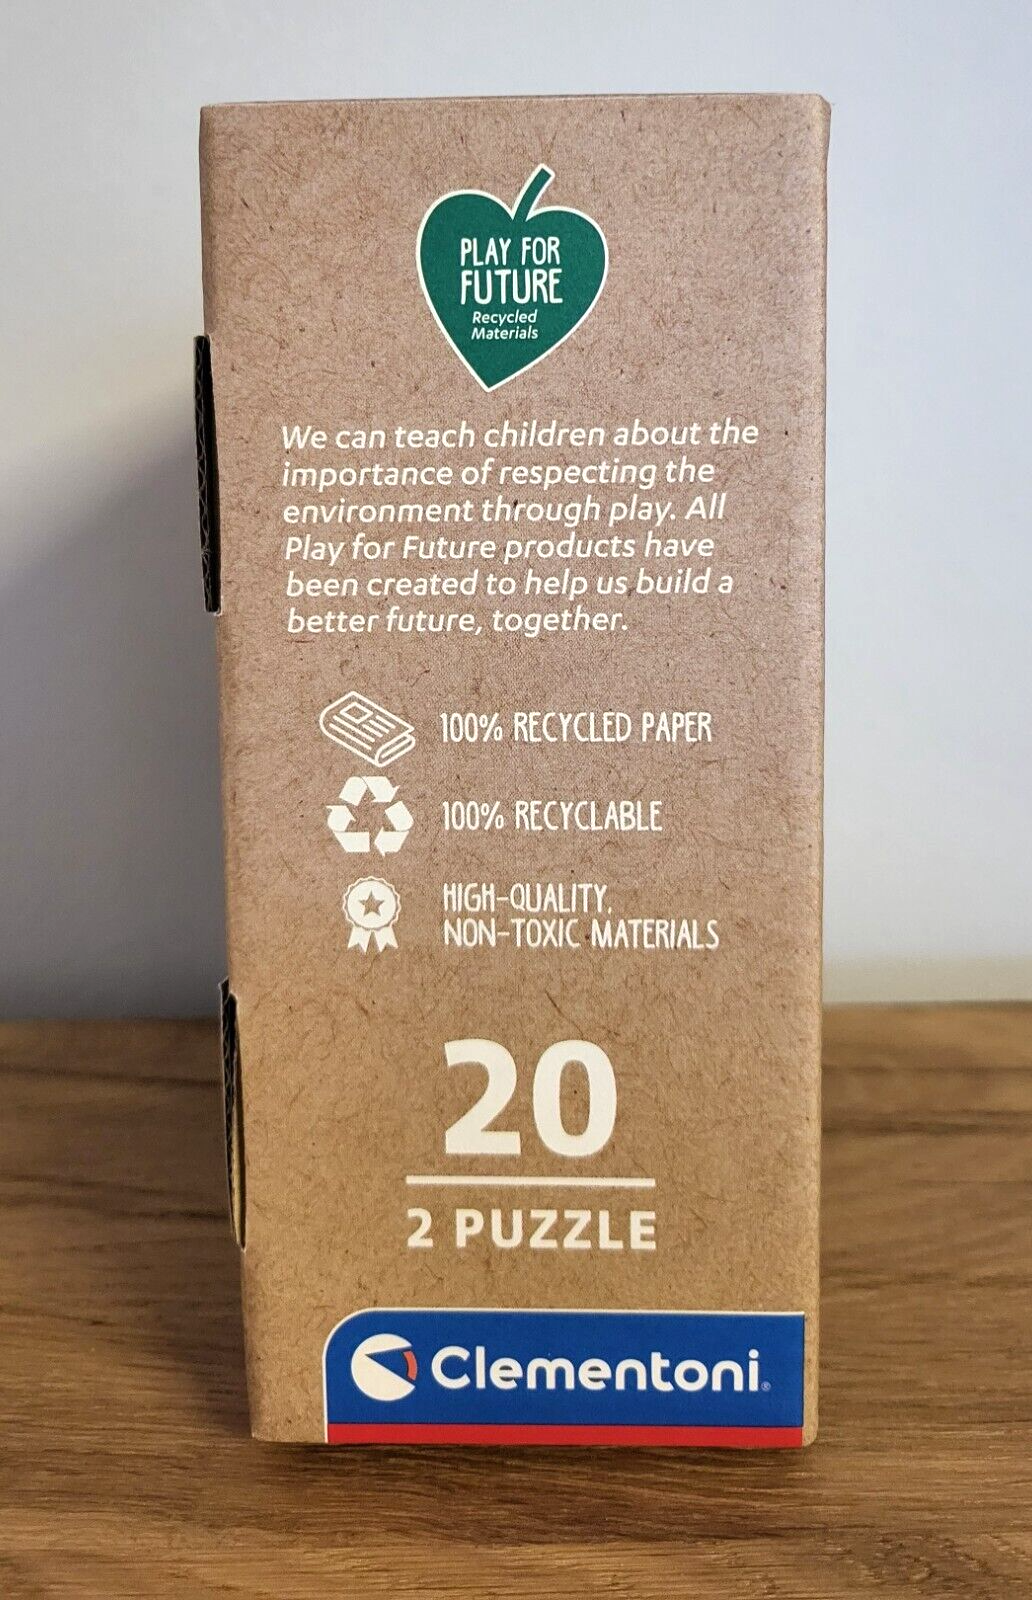 PLAY FOR
FUTURE
Recycled
Materials
We can teach children about the
importance of respecting the
environment through play. All
Play for Future products have
been created to help us build a
better future, together.
100% RECYCLED PAPER
100% RECYCLABLE
HIGH-QUALITY,
NON-TOXIC MATERIALS
20
2 PUZZLE
Clementoni®